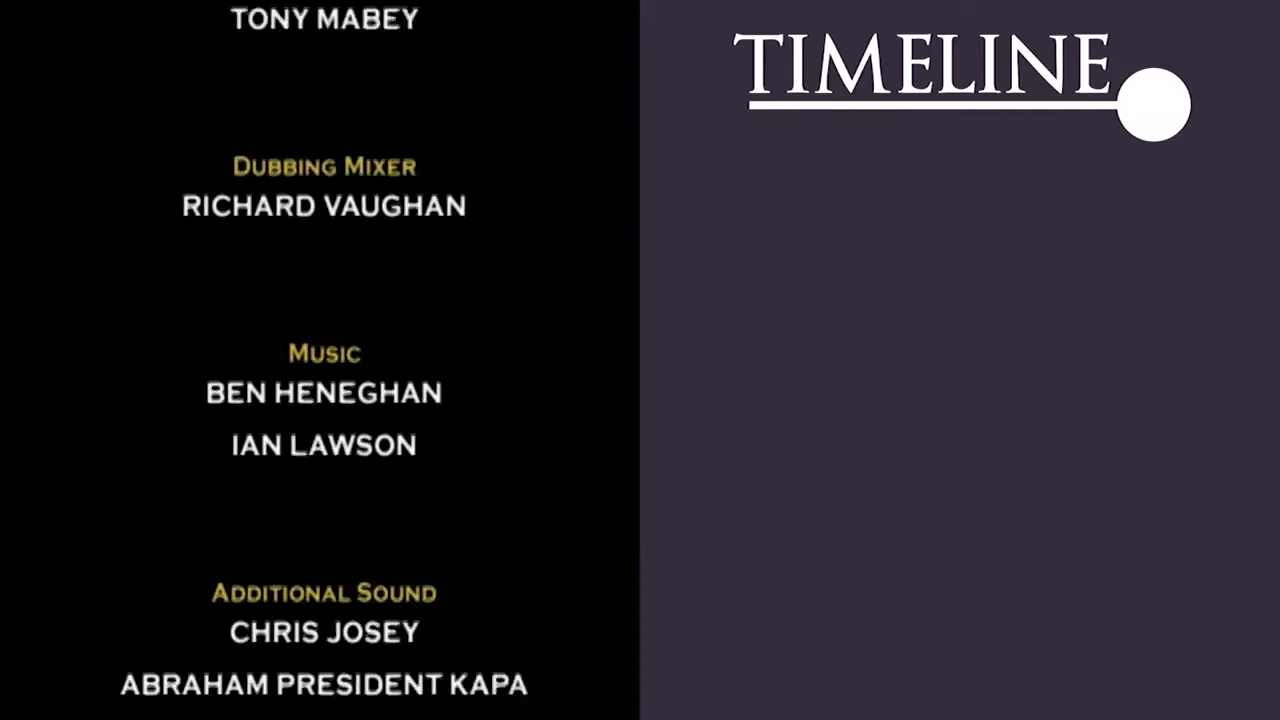 TONY MABEY
DUBBING MIXER
RICHARD VAUGHAN
MUSIC
BEN HENEGHAN
IAN LAWSON
ADDITIONAL SOUND
CHRIS JOSEY
ABRAHAM PRESIDENT KAPA
TIMELINE